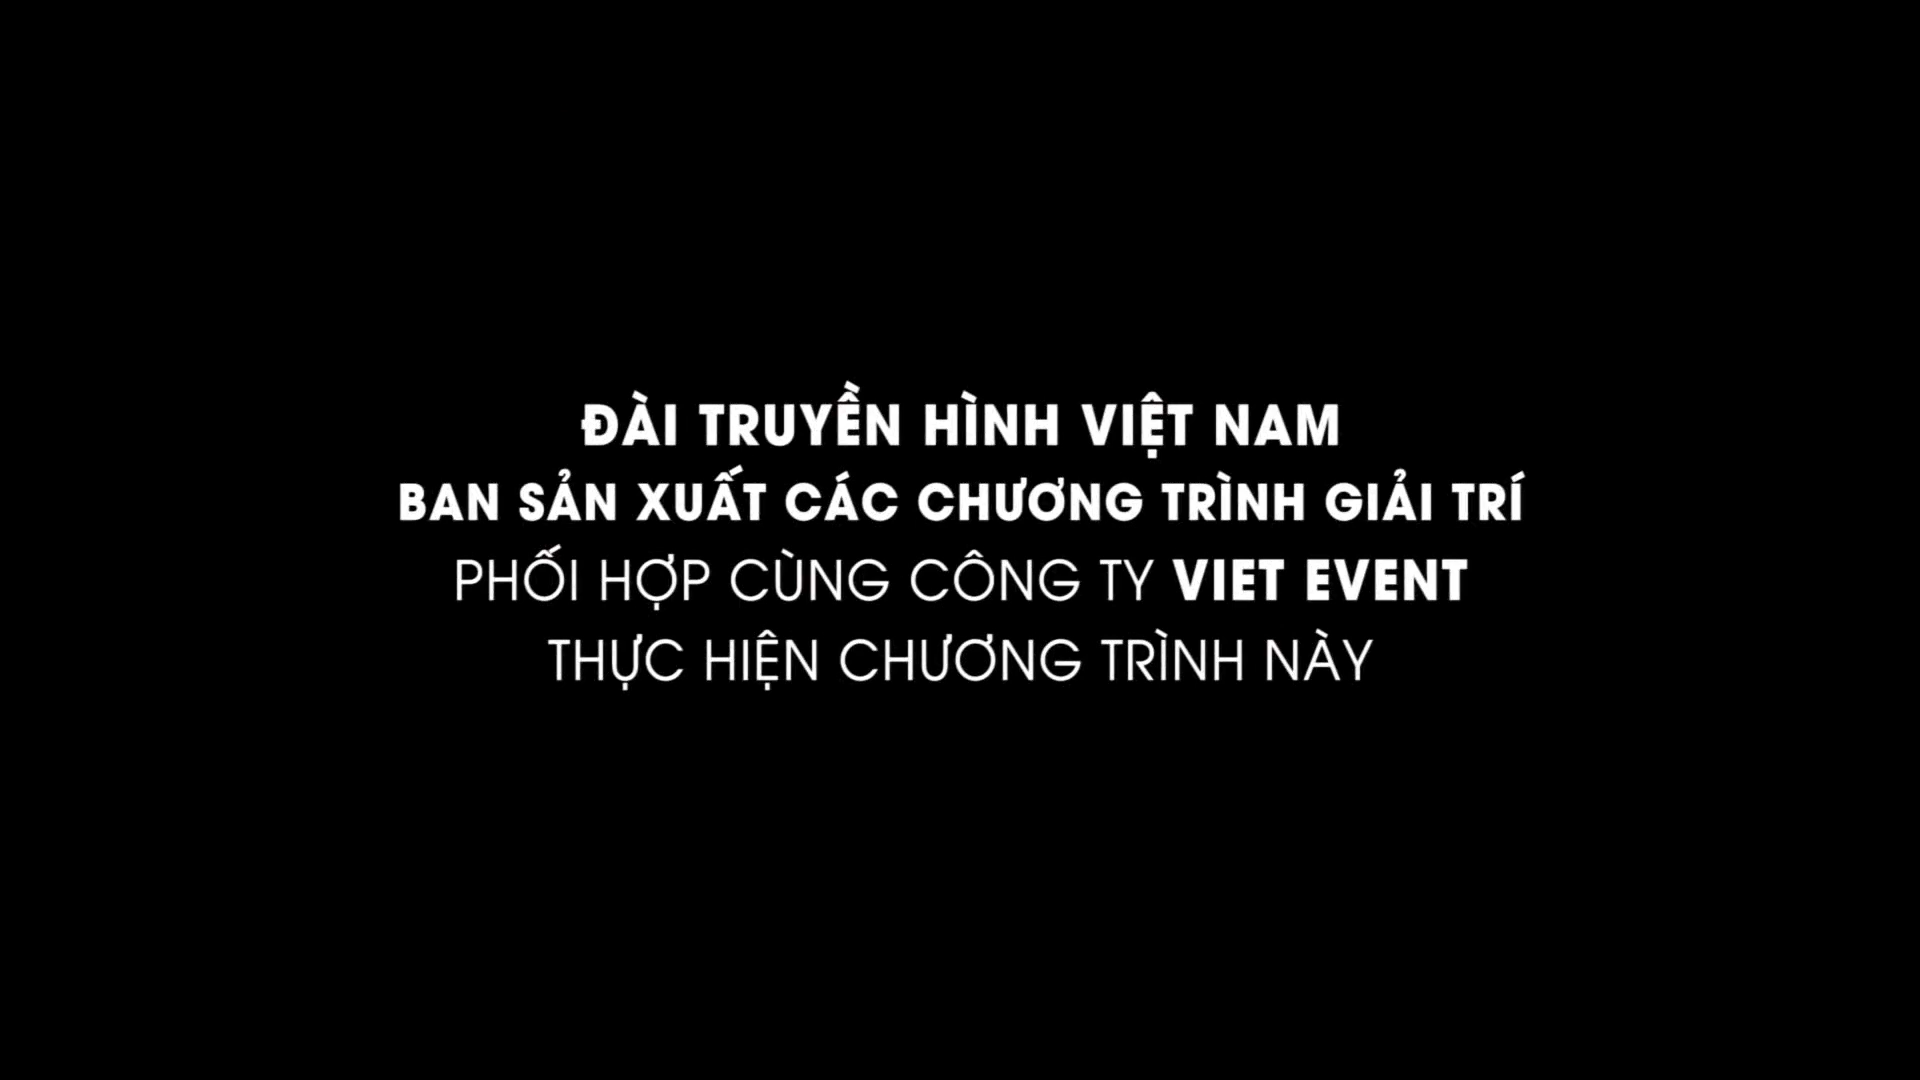 ĐÀI TRUYỀN HÌNH VIỆT NAM
BAN SẢN XUẤT CÁC CHƯƠNG TRÌNH GIẢI TRÍ
PHỐI HỢP CÙNG CÔNG TY VIET EVENT
THỰC HIỆN CHƯƠNG TRÌNH NÀY